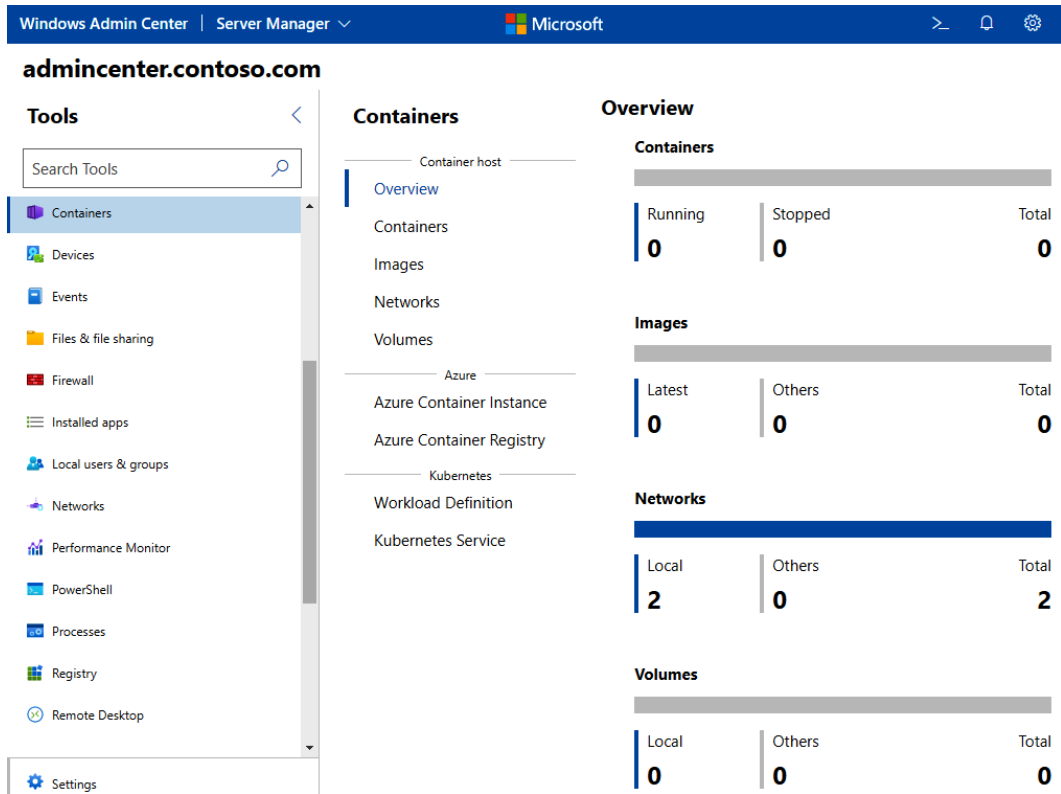 Windows Admin Center | Server Manager
Microsoft
admincenter.contoso.com
Tools
Search Tools
Containers
Devices
Events
Files & file sharing
Firewall
Installed apps
Local users & groups
Networks
Performance Monitor
PowerShell
Processes
Registry
Remote Desktop
Settings
Containers
Container host
Overview
Containers
Images
Networks
Volumes
Azure
Azure Container Instance
Azure Container Registry
Kubernetes
Workload Definition
Kubernetes Service
Overview
Containers
Running Stopped Total
0 0 0
Images
Latest Others Total
0 0 0
Networks
Local Others Total
2 0 2
Volumes
Local Others Total
0 0 0